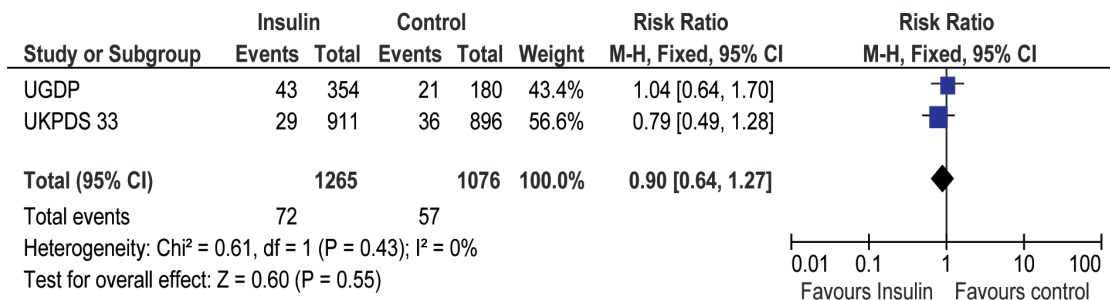 Insulin Control Risk Ratio Risk Ratio
Study or Subgroup Events Total Events Total Weight M-H, Fixed, 95% CI M-H, Fixed, 95% CI
UGDP 43 354 21 180 43.4% 1.04 [0.64, 1.70]
UKPDS 33 29 911 36 896 56.6% 0.79 [0.49, 1.28]
Total (95% CI) 1265 1076 100.0% 0.90 [0.64, 1.27]
Total events 72 57
Heterogeneity: Chi² = 0.61, df = 1 (P = 0.43); I² = 0%
Test for overall effect: Z = 0.60 (P = 0.55)
0.01 0.1 1 10 100
Favours Insulin Favours control